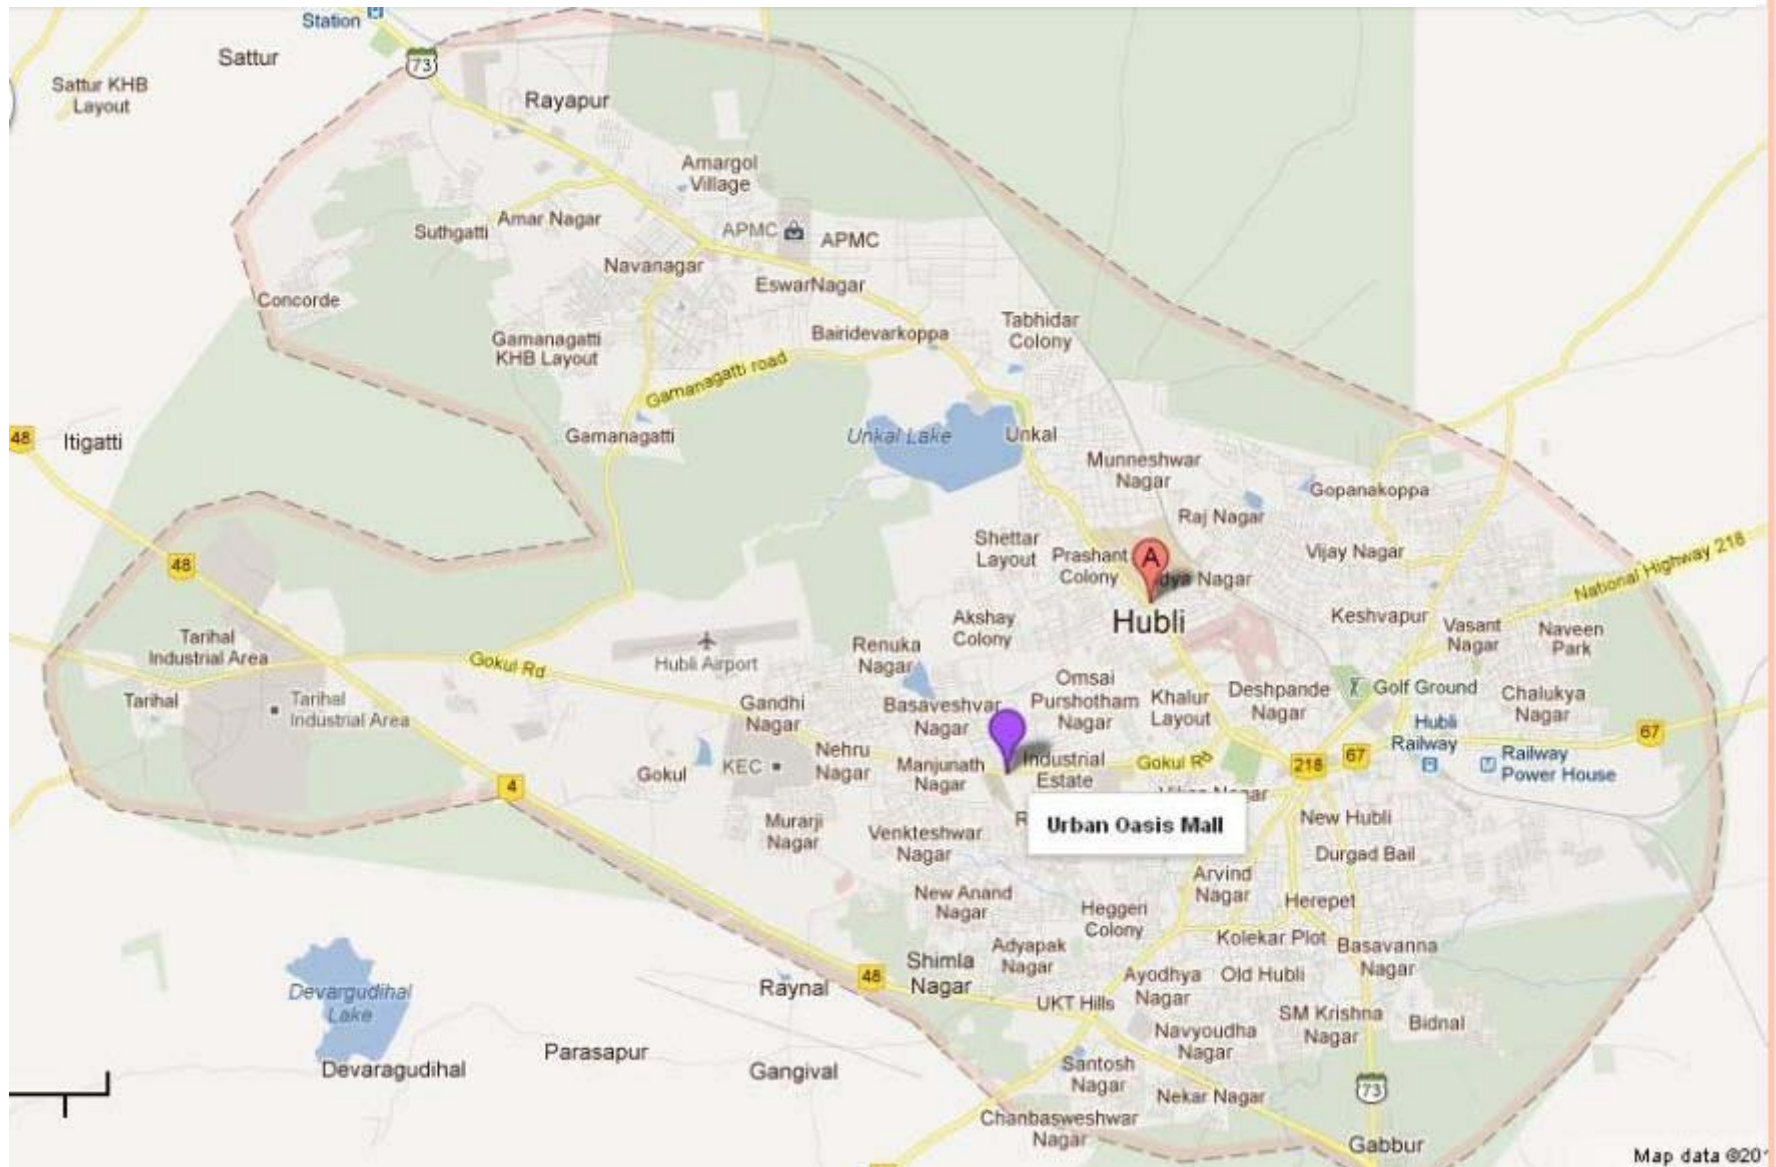 Station
Sattur
73
Sattur KHB
Layout
Rayapur
Amargol
Village
Amar Nagar
Suthgatti
APMC
APMC
Navanagar
EswarNagar
Concorde
Tabhidar
Colony
Bairidevarkoppa
Gamanagatti
KHB Layout
Gamanagatti road
48
Itigatti
Gamanagatti
Unkal Lake
Unkal
Munneshwar
Nagar
Gopanakoppa
Raj Nagar
Shettar
Layout
Prashant
Colony
A
dya Nagar
Vijay Nagar
National Highway 218
48
Hubli
Akshay
Colony
Keshvapur
Vasant
Nagar
Naveen
Park
Tarihal
Industrial Area
Gokul Rd
Hubli Airport
Renuka
Nagar
Tarihal
Tarihal
Industrial Area
Gandhi
Nagar
Basaveshvar
Nagar
Omsai
Purshotham
Nagar
Khalur
Layout
Deshpande
Nagar
Golf Ground
Chalukya
Nagar
Hubli
Railway
67
Railway
Power House
Gokul
KEC
Nehru
Nagar
Manjunath
Nagar
Industrial
Estate
Gokul Rd
218
67
4
Murarji
Nagar
Venkteshwar
Nagar
R
Urban Oasis Mall
New Hubli
Durgad Bail
Arvind
Nagar
Herepet
New Anand
Nagar
Heggeri
Colony
Kolekar Plot
Basavanna
Nagar
Adyapak
Nagar
Shimla
Nagar
48
Raynal
Ayodhya
Nagar
Old Hubli
UKT Hills
Devargudihal
Lake
SM Krishna
Nagar
Bidnal
Navyoudha
Nagar
Parasapur
Devaragudihal
Gangival
Santosh
Nagar
Nekar Nagar
73
Chanbasweshwar
Nagar
Gabbur
Map data ©20